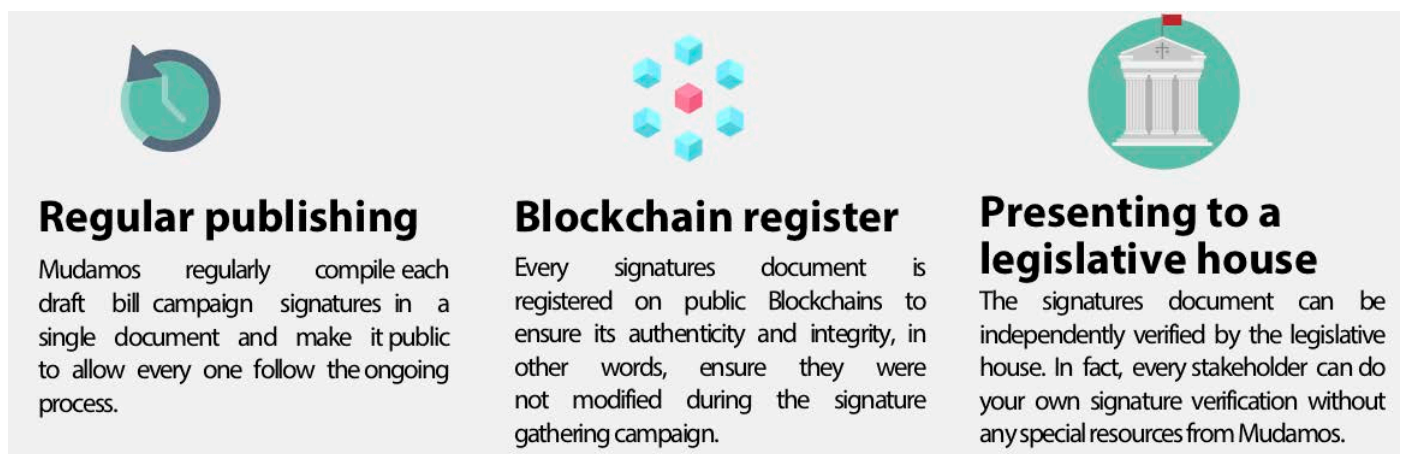 Regular publishing
Mudamos regularly compile each
draft bill campaign signatures in a
single document and make it public
to allow every one follow the ongoing
process.
Blockchain register
Every signatures document is
registered on public Blockchains to
ensure its authenticity and integrity, in
other words, ensure they were
not modified during the signature
gathering campaign.
Presenting to a
legislative house
The signatures document can be
independently verified by the legislative
house. In fact, every stakeholder can do
your own signature verification without
any special resources from Mudamos.